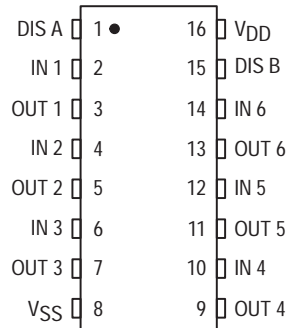 DIS A 1 16 VDD
IN 1 2 15 DIS B
OUT 1 3 14 IN 6
IN 2 4 13 OUT 6
OUT 2 5 12 IN 5
IN 3 6 11 OUT 5
OUT 3 7 10 IN 4
VSS 8 9 OUT 4